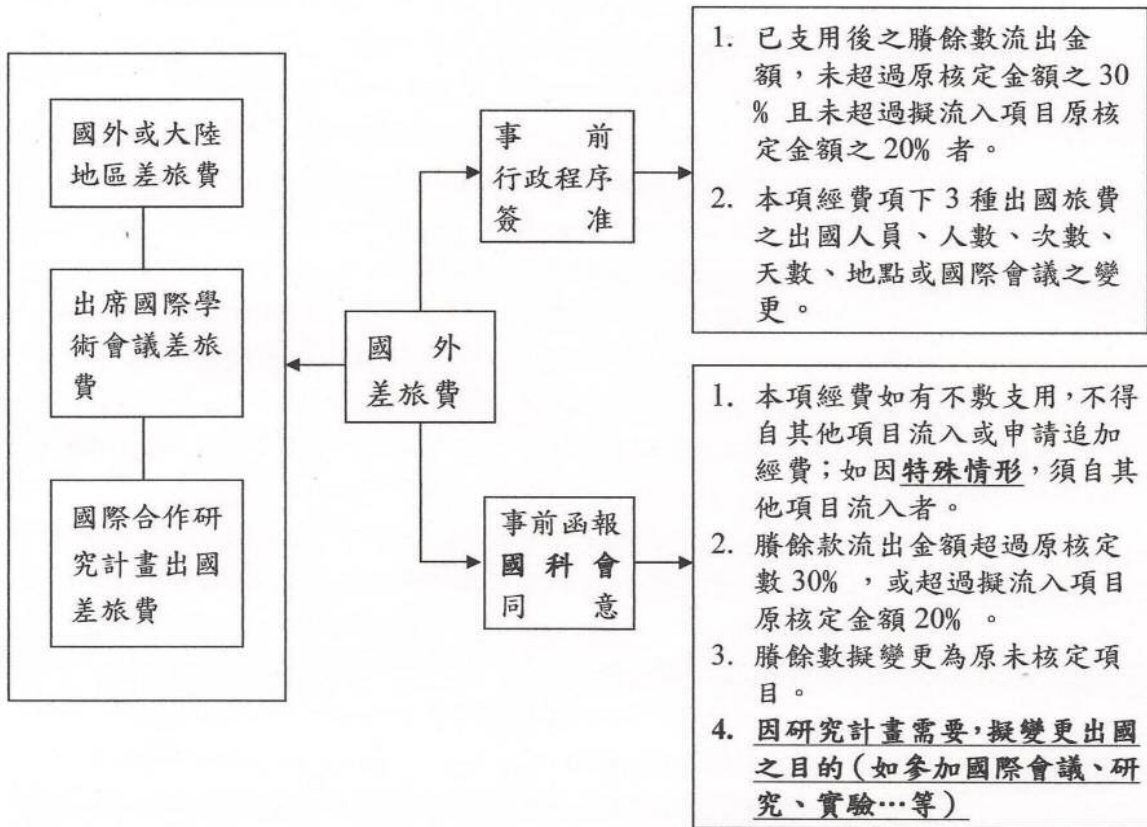 國外或大陸
地區差旅費
出席國際學
術會議差旅
費
國際合作研
究計畫出國
差旅費
國外
差旅費
事前
行政程序
簽准
事前函報
國科會
同意
1. 已支用後之賸餘數流出金
額，未超過原核定金額之 30
% 且未超過擬流入項目原核
定金額之 20% 者。
2. 本項經費項下 3 種出國旅費
之出國人員、人數、次數、
天數、地點或國際會議之變
更。
1. 本項經費如有不敷支用，不得
自其他項目流入或申請追加
經費；如因特殊情形，須自其
他項目流入者。
2. 賸餘款流出金額超過原核定
數 30% ，或超過擬流入項目
原核定金額 20% 。
3. 賸餘數擬變更為原未核定項
目。
4. 因研究計畫需要，擬變更出國
之目的（如參加國際會議、研
究、實驗…等）